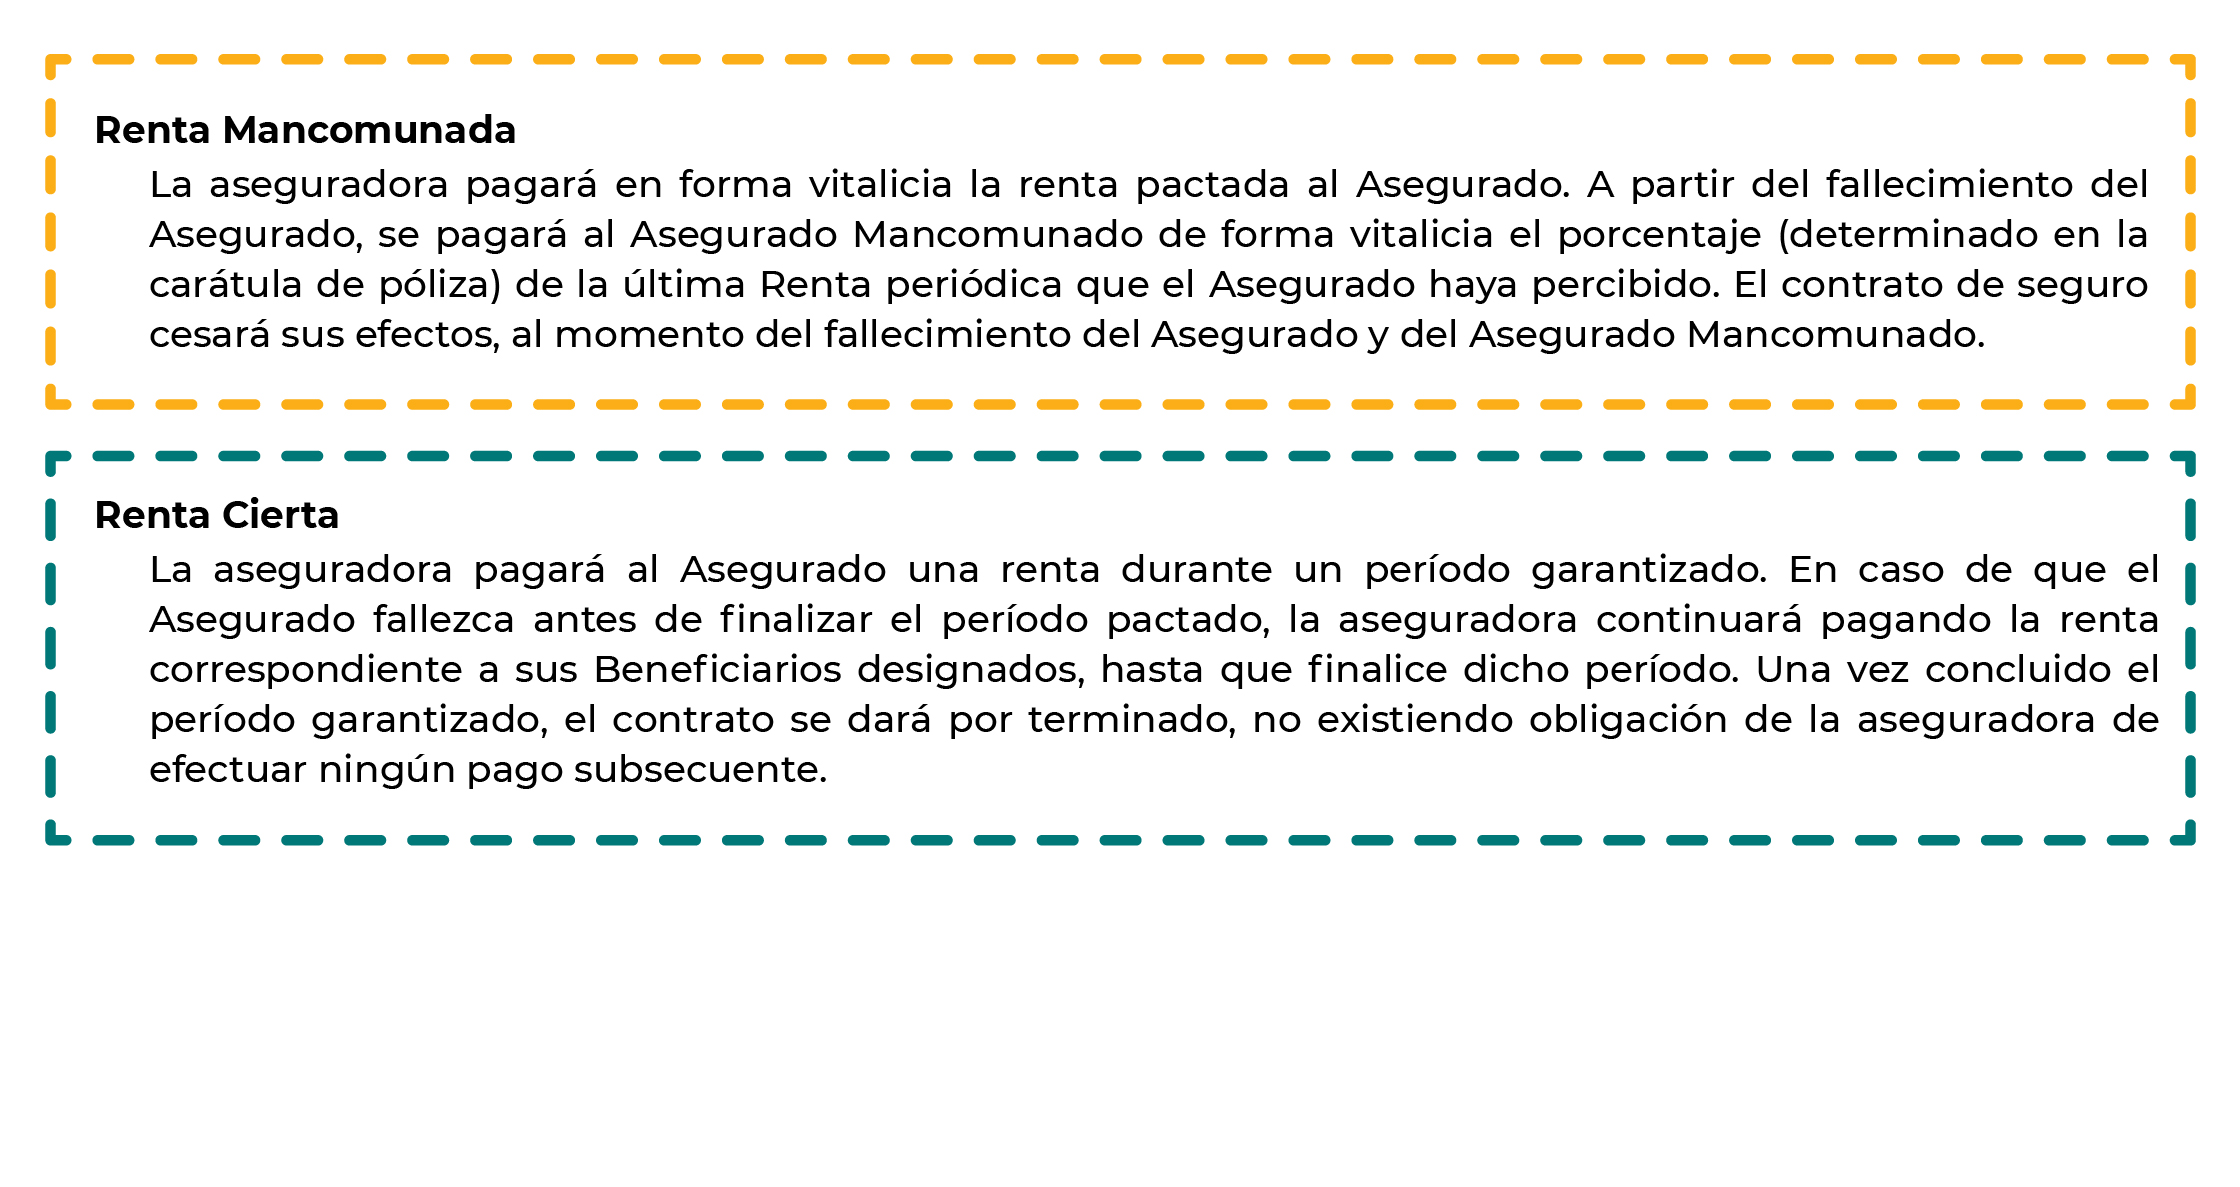 Renta Mancomunada
La aseguradora pagará en forma vitalicia la renta pactada al Asegurado. A partir del fallecimiento del
Asegurado, se pagará al Asegurado Mancomunado de forma vitalicia el porcentaje (determinado en la
carátula de póliza) de la última Renta periódica que el Asegurado haya percibido. El contrato de seguro
cesará sus efectos, al momento del fallecimiento del Asegurado y del Asegurado Mancomunado.
Renta Cierta
La aseguradora pagará al Asegurado una renta durante un período garantizado. En caso de que el
Asegurado fallezca antes de finalizar el período pactado, la aseguradora continuará pagando la renta
correspondiente a sus Beneficiarios designados, hasta que finalice dicho período. Una vez concluido el
período garantizado, el contrato se dará por terminado, no existiendo obligación de la aseguradora de
efectuar ningún pago subsecuente.